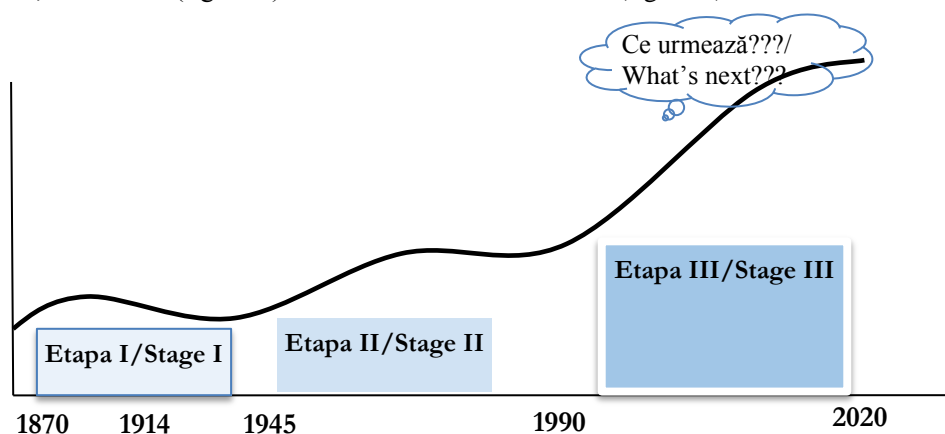 Ce urmează???/
What's next???
Etapa III/Stage III
Etapa II/Stage II
Etapa I/Stage I
1870 1914 1945 1990 2020